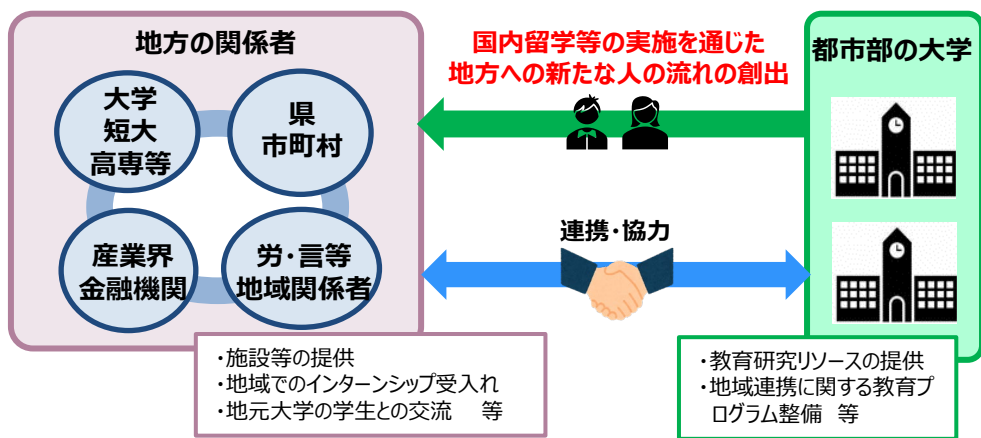 地方の関係者
大学
短大
高専等
県
市町村
産業界
金融機関
労・言等
地域関係者
・施設等の提供
・地域でのインターンシップ受入れ
・地元大学の学生との交流　等
国内留学等の実施を通じた
地方への新たな人の流れの創出
連携・協力
都市部の大学
・教育研究リソースの提供
・地域連携に関する教育プ
ログラム整備　等